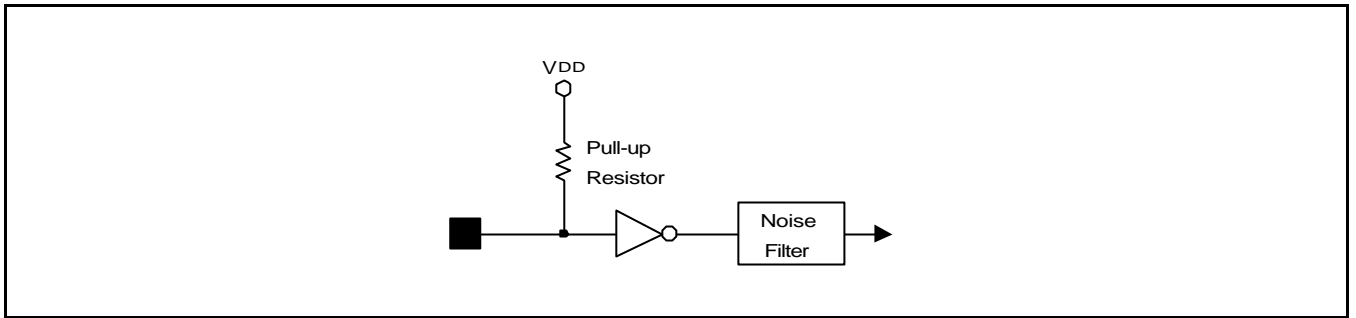 VDD
Pull-up
Resistor
Noise
Filter